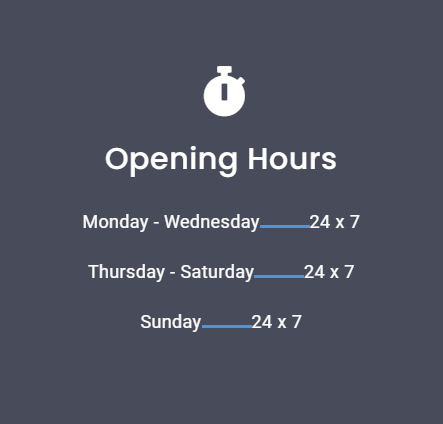 Opening Hours
Monday - Wednesday 24 x 7
Thursday - Saturday 24 x 7
Sunday 24 x 7